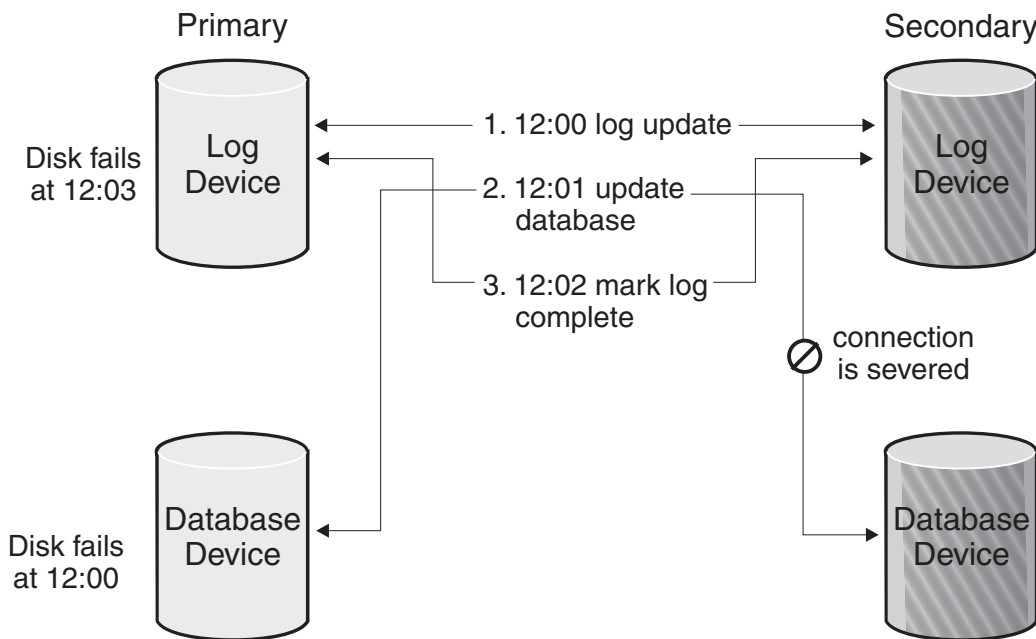 Primary
Secondary
Log
Device
Disk fails
at 12:03
1. 12:00 log update
2. 12:01 update
database
3. 12:02 mark log
complete
Log
Device
connection
is severed
Database
Device
Disk fails
at 12:00
Database
Device